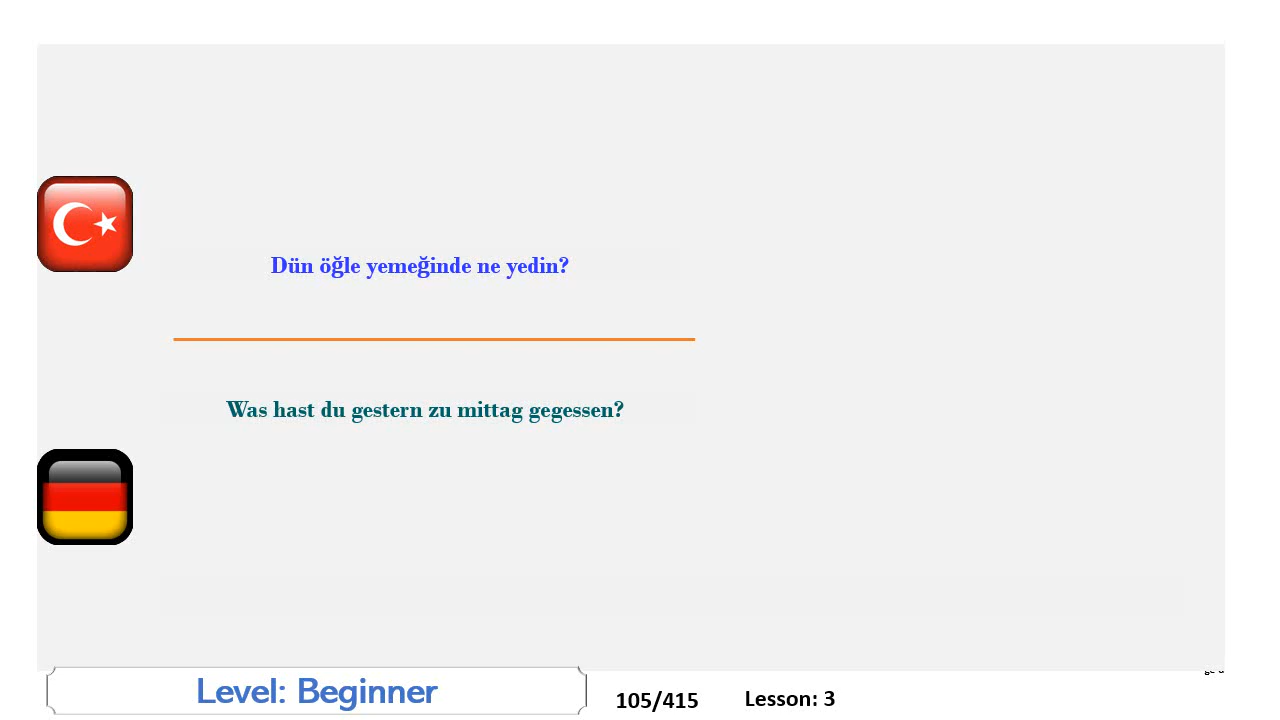 Dün öğle yemeğinde ne yedin?
Was hast du gestern zu mittag gegessen?
Level: Beginner
105/415
Lesson: 3